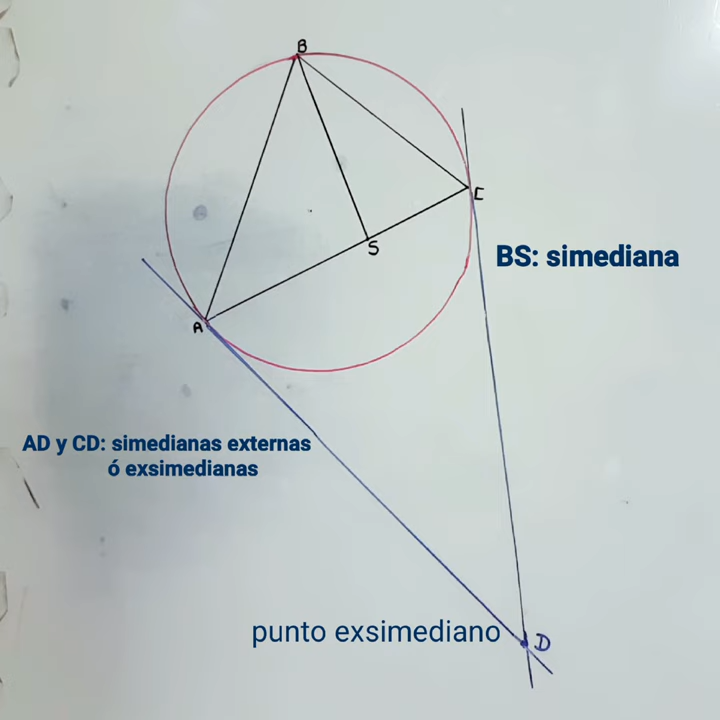 B
C
S
BS: simediana
A
AD y CD: simedianas externas
ó exsimedianas
punto exsimediano
D